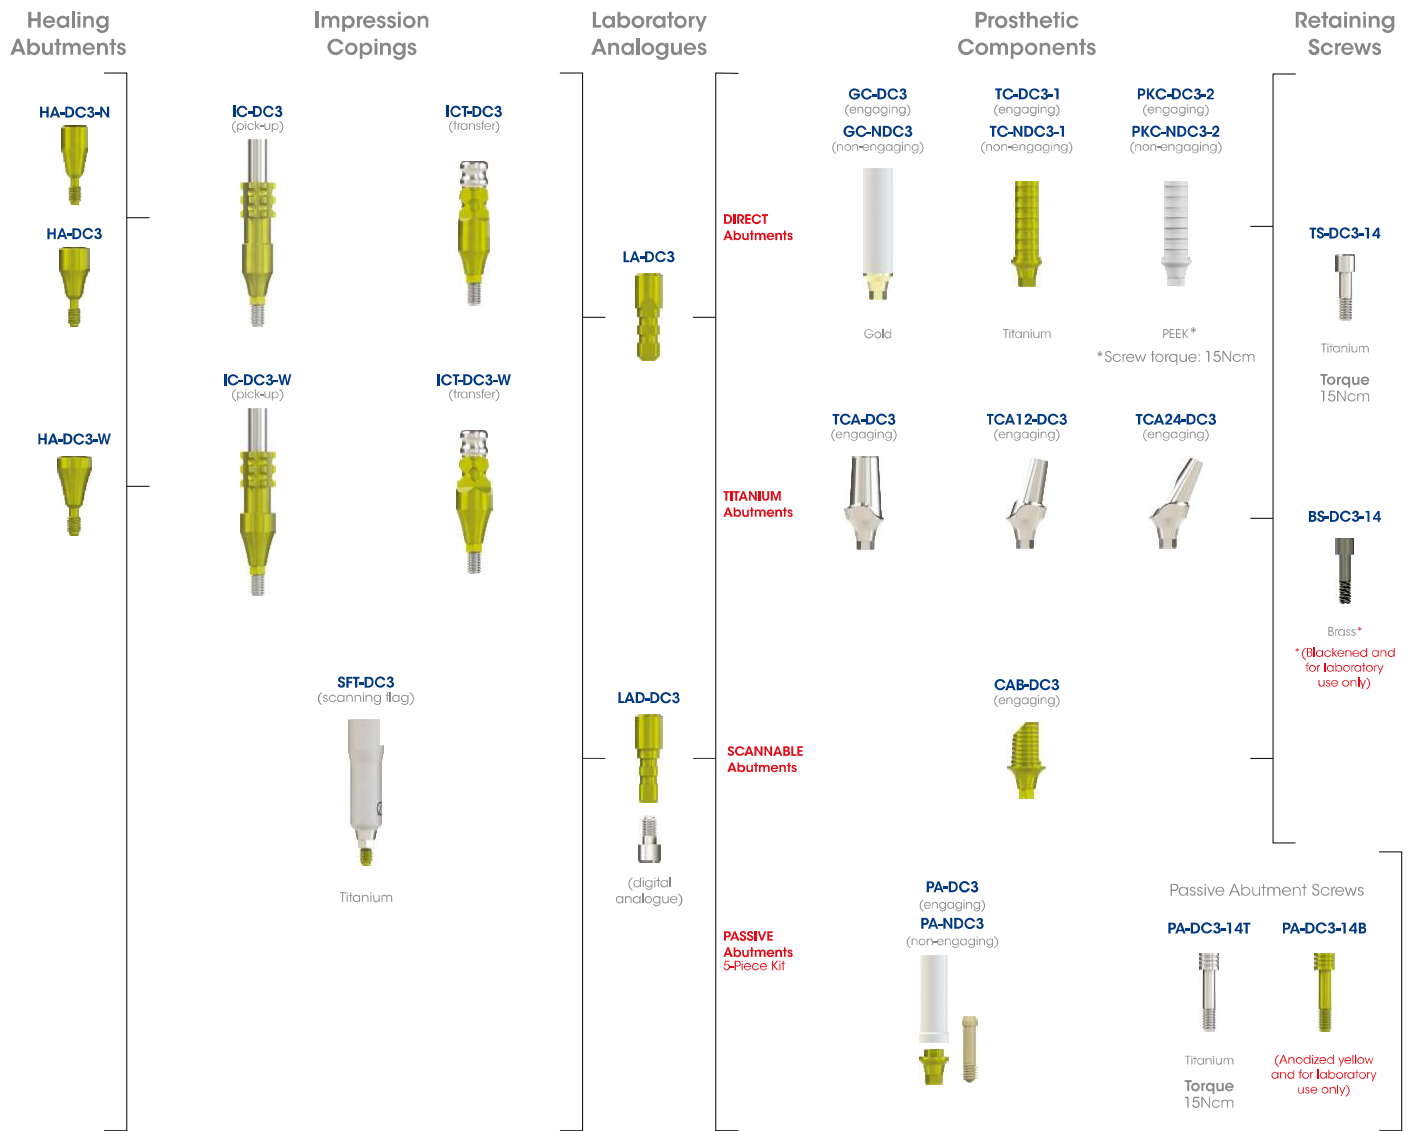 Healing
Abutments
Impression
Copings
Laboratory
Analogues
Prosthetic
Components
Retaining
Screws
HA-DC3-N
HA-DC3
HA-DC3-W
IC-DC3
(pick-up)
ICT-DC3
(transfer)
IC-DC3-W
(pick-up)
ICT-DC3-W
(transfer)
SFT-DC3
(scanning flag)
Titanium
LA-DC3
LAD-DC3
(digital
analogue)
DIRECT
Abutments
GC-DC3
(engaging)
GC-NDC3
(non-engaging)
Gold
TC-DC3-1
(engaging)
TC-NDC3-1
(non-engaging)
Titanium
PKC-DC3-2
(engaging)
PKC-NDC3-2
(non-engaging)
PEEK*
*Screw torque: 15Ncm
TITANIUM
Abutments
TCA-DC3
(engaging)
TCA12-DC3
(engaging)
TCA24-DC3
(engaging)
SCANNABLE
Abutments
CAB-DC3
(engaging)
PASSIVE
Abutments
5-Piece Kit
PA-DC3
(engaging)
PA-NDC3
(non-engaging)
TS-DC3-14
Titanium
Torque
15Ncm
BS-DC3-14
Brass*
*(Blackened and
for laboratory
use only)
Passive Abutment Screws
PA-DC3-14T
Titanium
Torque
15Ncm
PA-DC3-14B
(Anodized yellow
and for laboratory
use only)